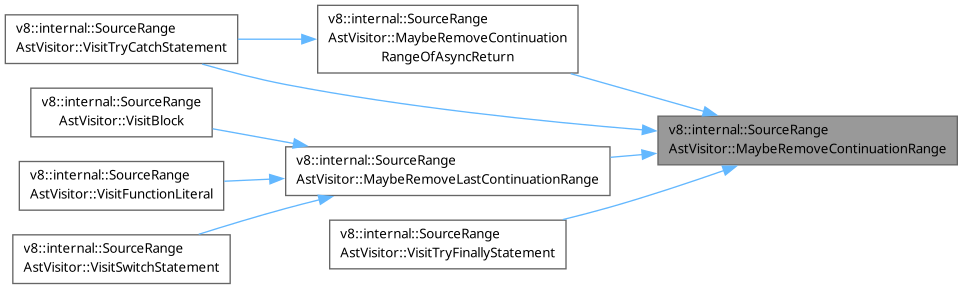 v8::internal::SourceRange
AstVisitor::VisitTryCatchStatement
v8::internal::SourceRange
AstVisitor::MaybeRemoveContinuation
RangeOfAsyncReturn
v8::internal::SourceRange
AstVisitor::VisitBlock
v8::internal::SourceRange
AstVisitor::MaybeRemoveContinuationRange
v8::internal::SourceRange
AstVisitor::VisitFunctionLiteral
v8::internal::SourceRange
AstVisitor::MaybeRemoveLastContinuationRange
v8::internal::SourceRange
AstVisitor::VisitSwitchStatement
v8::internal::SourceRange
AstVisitor::VisitTryFinallyStatement